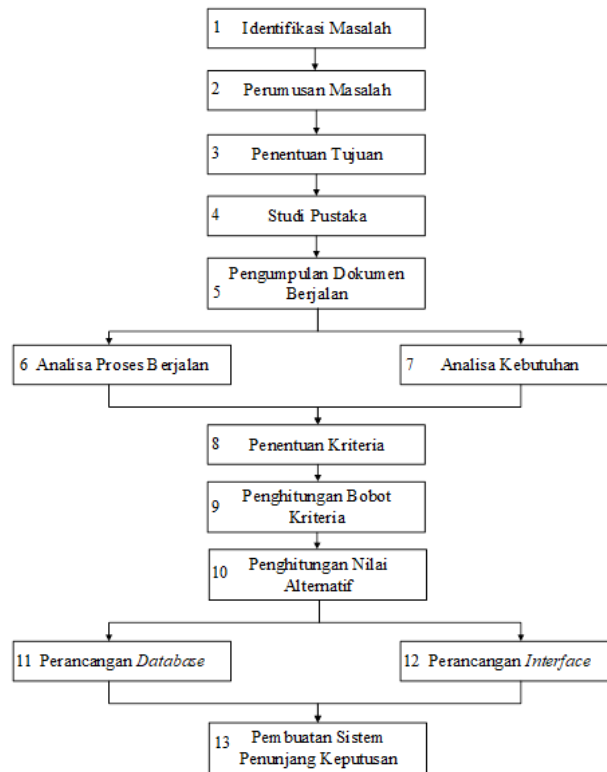 1 Identifikasi Masalah
2 Perumusan Masalah
3 Penentuan Tujuan
4 Studi Pustaka
Pengumpulan Dokumen
5 Berjalan
6 Analisa Proses Berjalan
7 Analisa Kebutuhan
8 Penentuan Kriteria
9 Penghitungan Bobot
Kriteria
10 Penghitungan Nilai
Alternatif
11 Perancangan Database
12 Perancangan Interface
13 Pembuatan Sistem
Penunjang Keputusan